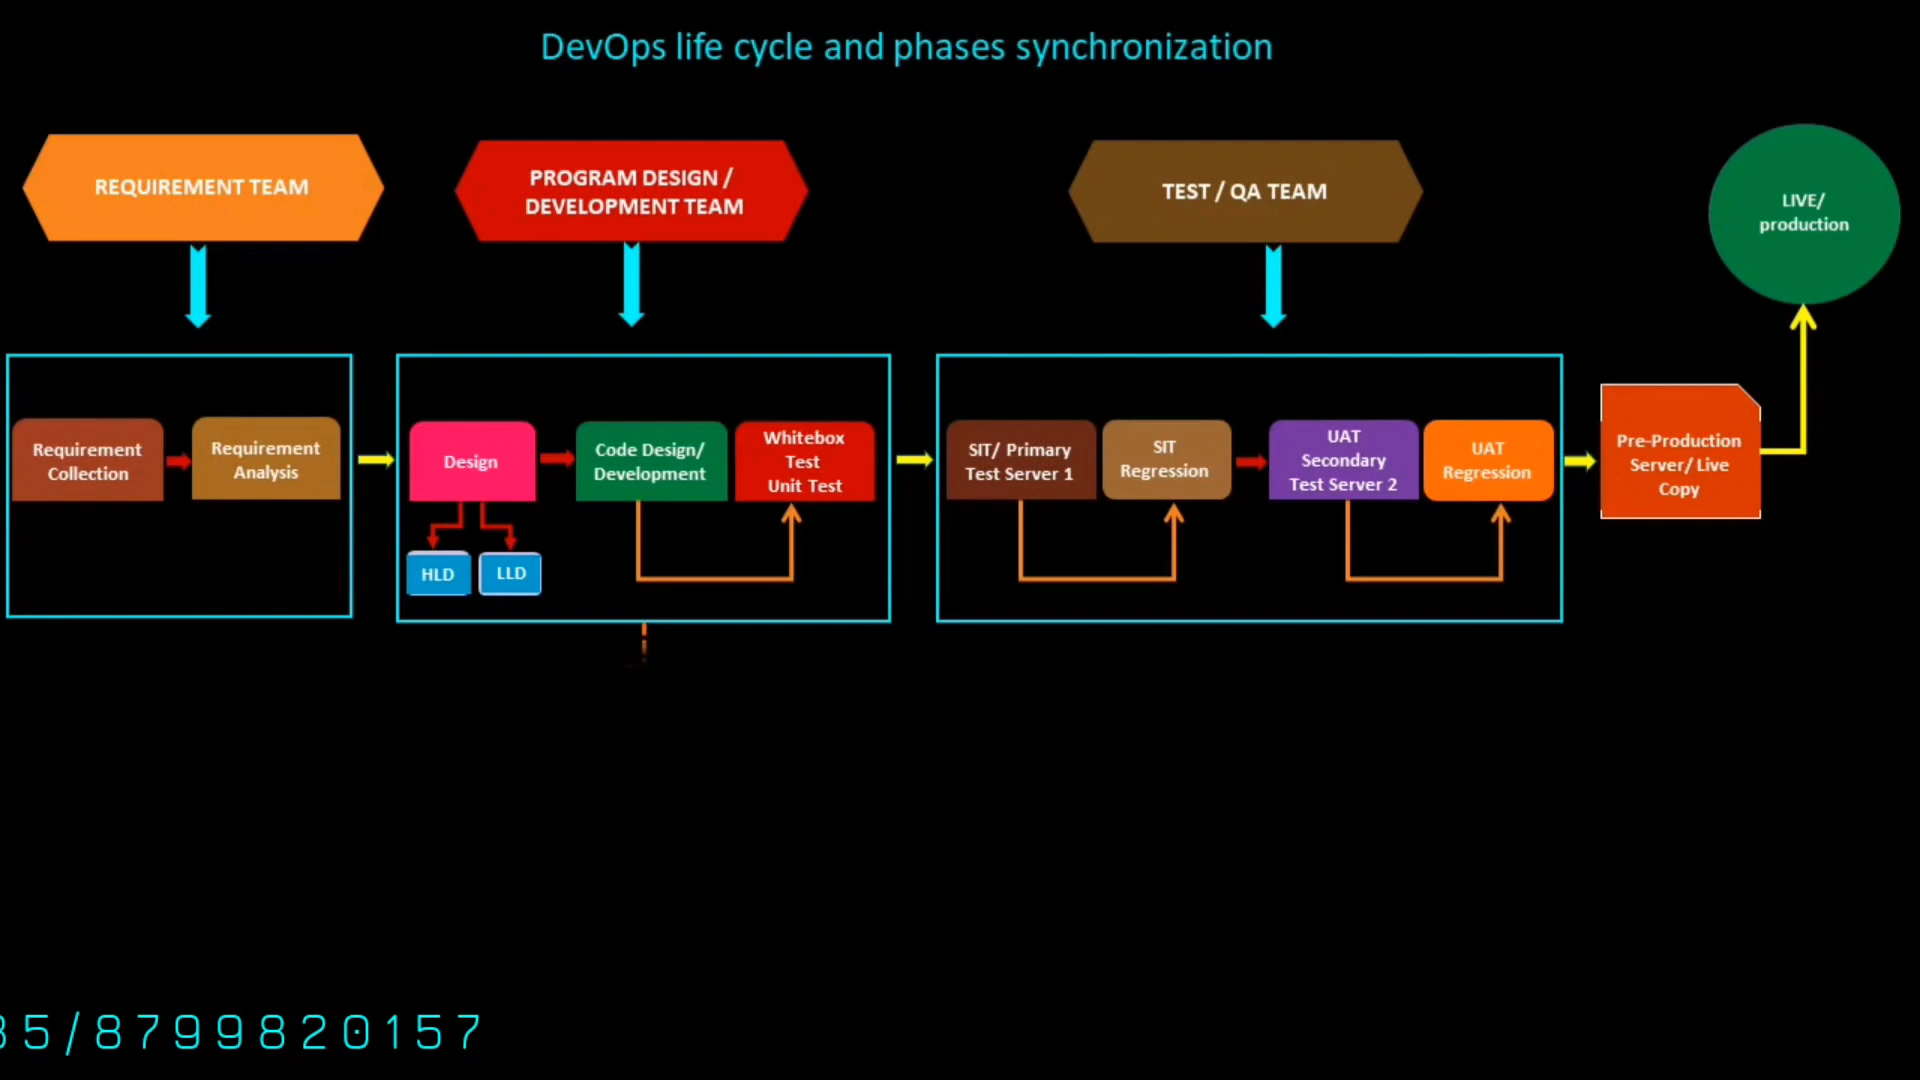 DevOps life cycle and phases synchronization
REQUIREMENT TEAM
PROGRAM DESIGN /
DEVELOPMENT TEAM
TEST / QA TEAM
LIVE/
production
Requirement
Collection
Requirement
Analysis
Design
HLD
LLD
Code Design/
Development
Whitebox
Test
Unit Test
SIT/ Primary
Test Server 1
SIT
Regression
UAT
Secondary
Test Server 2
UAT
Regression
Pre-Production
Server/ Live
Copy
5/8799820157